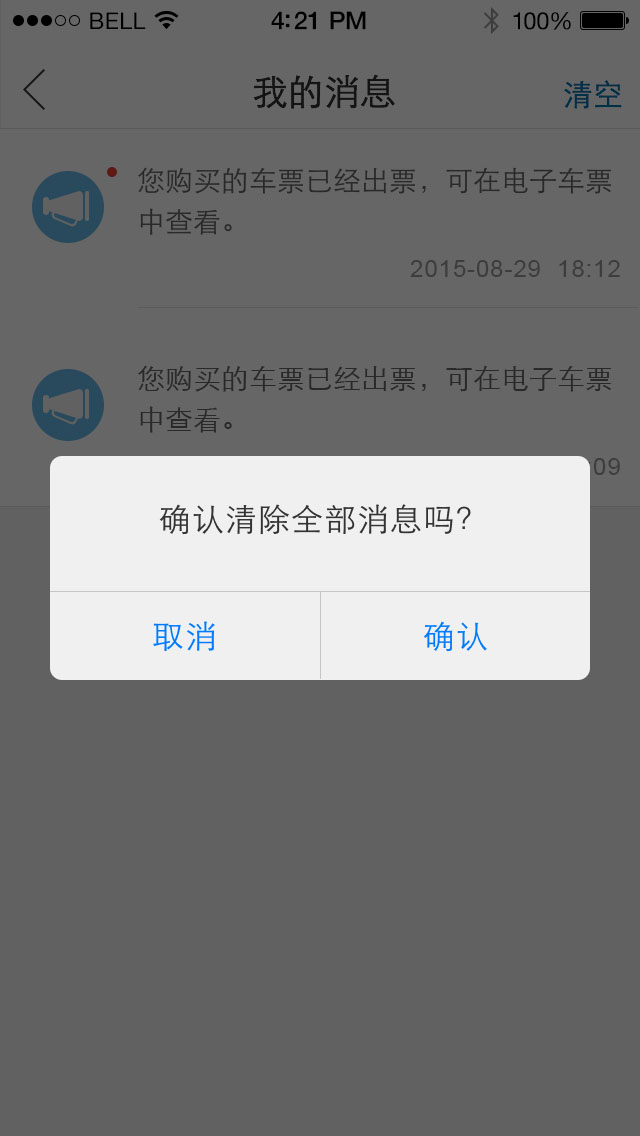 BELL 4:21 PM 100%
我的消息 清空
您购买的车票已经出票，可在电子车票
中查看。
2015-08-29 18:12
您购买的车票已经出票，可在电子车票
中查看。
:09
确认清除全部消息吗?
取消 确认